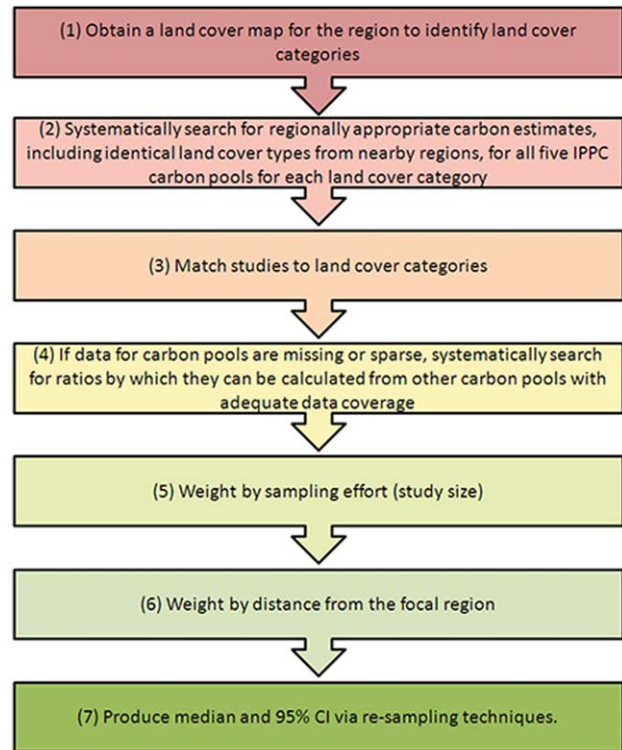 (1) Obtain a land cover map for the region to identify land cover
categories
(2) Systematically search for regionally appropriate carbon estimates,
including identical land cover types from nearby regions, for all five IPPC
carbon pools for each land cover category
(3) Match studies to land cover categories
(4) If data for carbon pools are missing or sparse, systematically search
for ratios by which they can be calculated from other carbon pools with
adequate data coverage
(5) Weight by sampling effort (study size)
(6) Weight by distance from the focal region
(7) Produce median and 95% CI via re-sampling techniques.